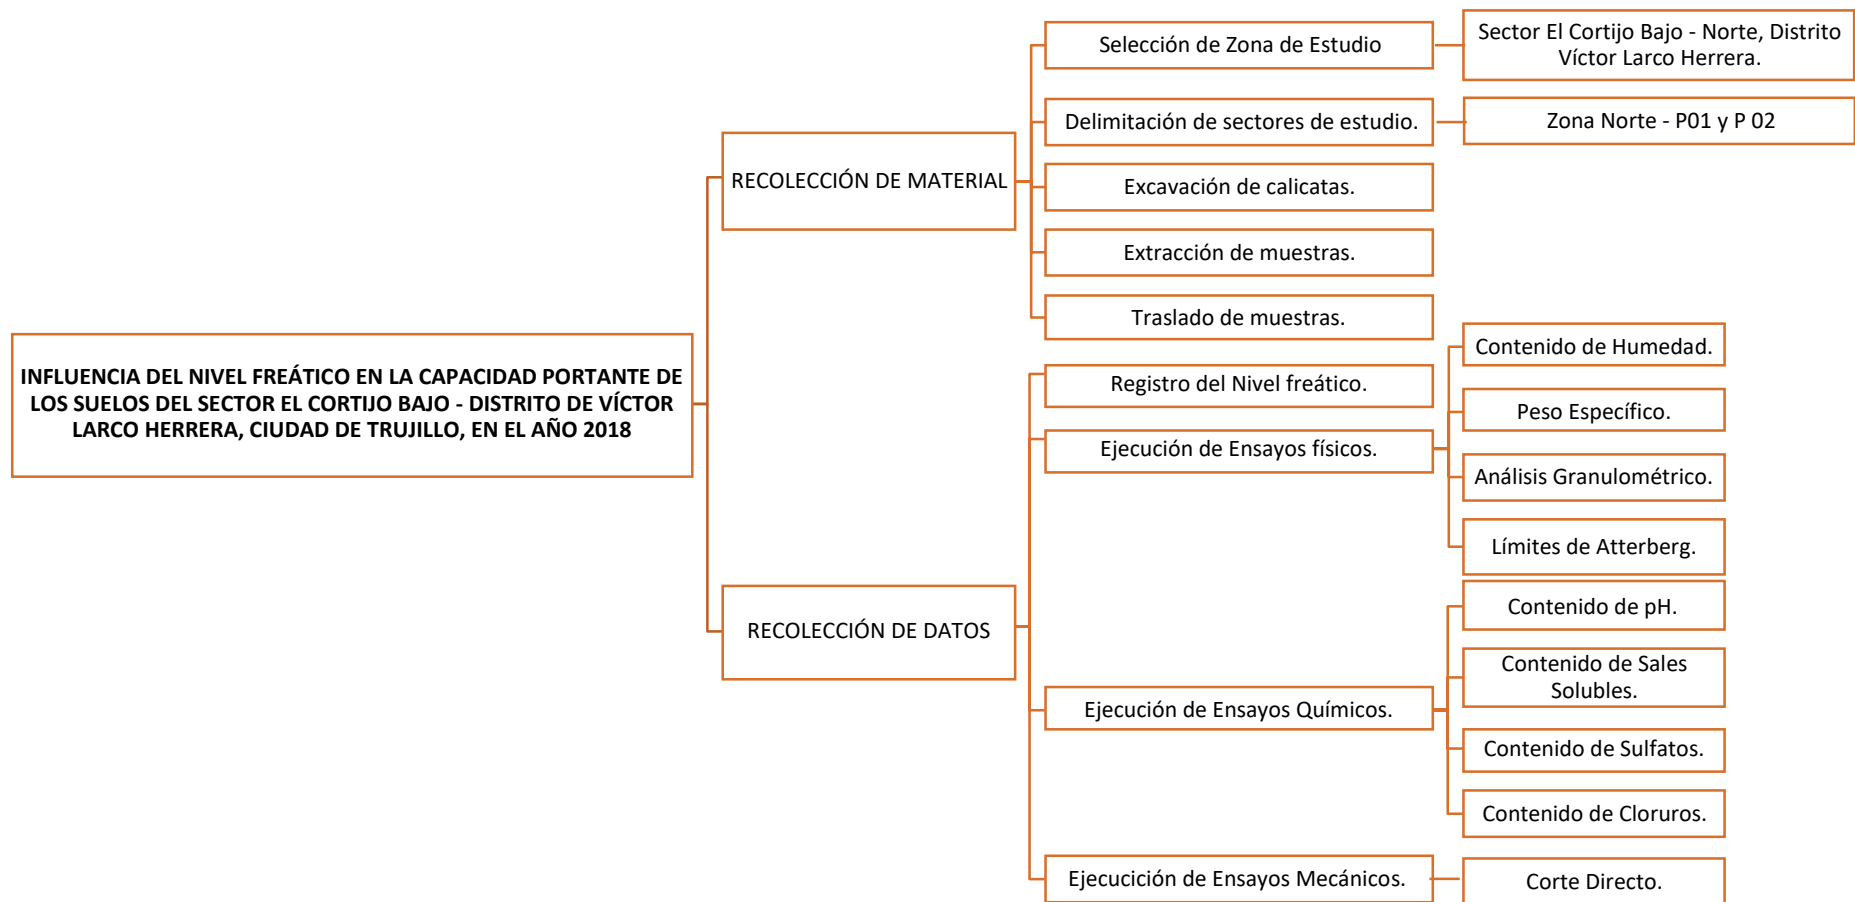 INFLUENCIA DEL NIVEL FREÁTICO EN LA CAPACIDAD PORTANTE DE
LOS SUELOS DEL SECTOR EL CORTIJO BAJO - DISTRITO DE VÍCTOR
LARCO HERRERA, CIUDAD DE TRUJILLO, EN EL AÑO 2018
RECOLECCIÓN DE MATERIAL
Selección de Zona de Estudio
Sector El Cortijo Bajo - Norte, Distrito
Víctor Larco Herrera.
Delimitación de sectores de estudio.
Zona Norte - P01 y P 02
Excavación de calicatas.
Extracción de muestras.
Traslado de muestras.
RECOLECCIÓN DE DATOS
Registro del Nivel freático.
Ejecución de Ensayos físicos.
Contenido de Humedad.
Peso Específico.
Análisis Granulométrico.
Límites de Atterberg.
Ejecución de Ensayos Químicos.
Contenido de pH.
Contenido de Sales
Solubles.
Contenido de Sulfatos.
Contenido de Cloruros.
Ejecucición de Ensayos Mecánicos.
Corte Directo.